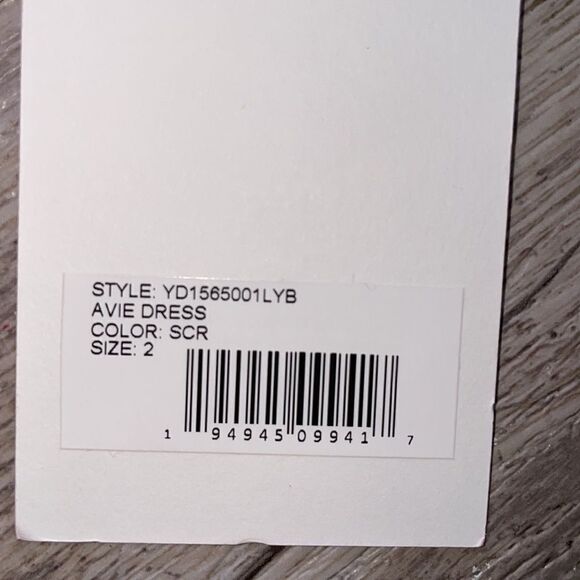 STYLE: YD1565001LYB
AVIE DRESS
COLOR: SCR
SIZE: 2
1 94945 09941 7